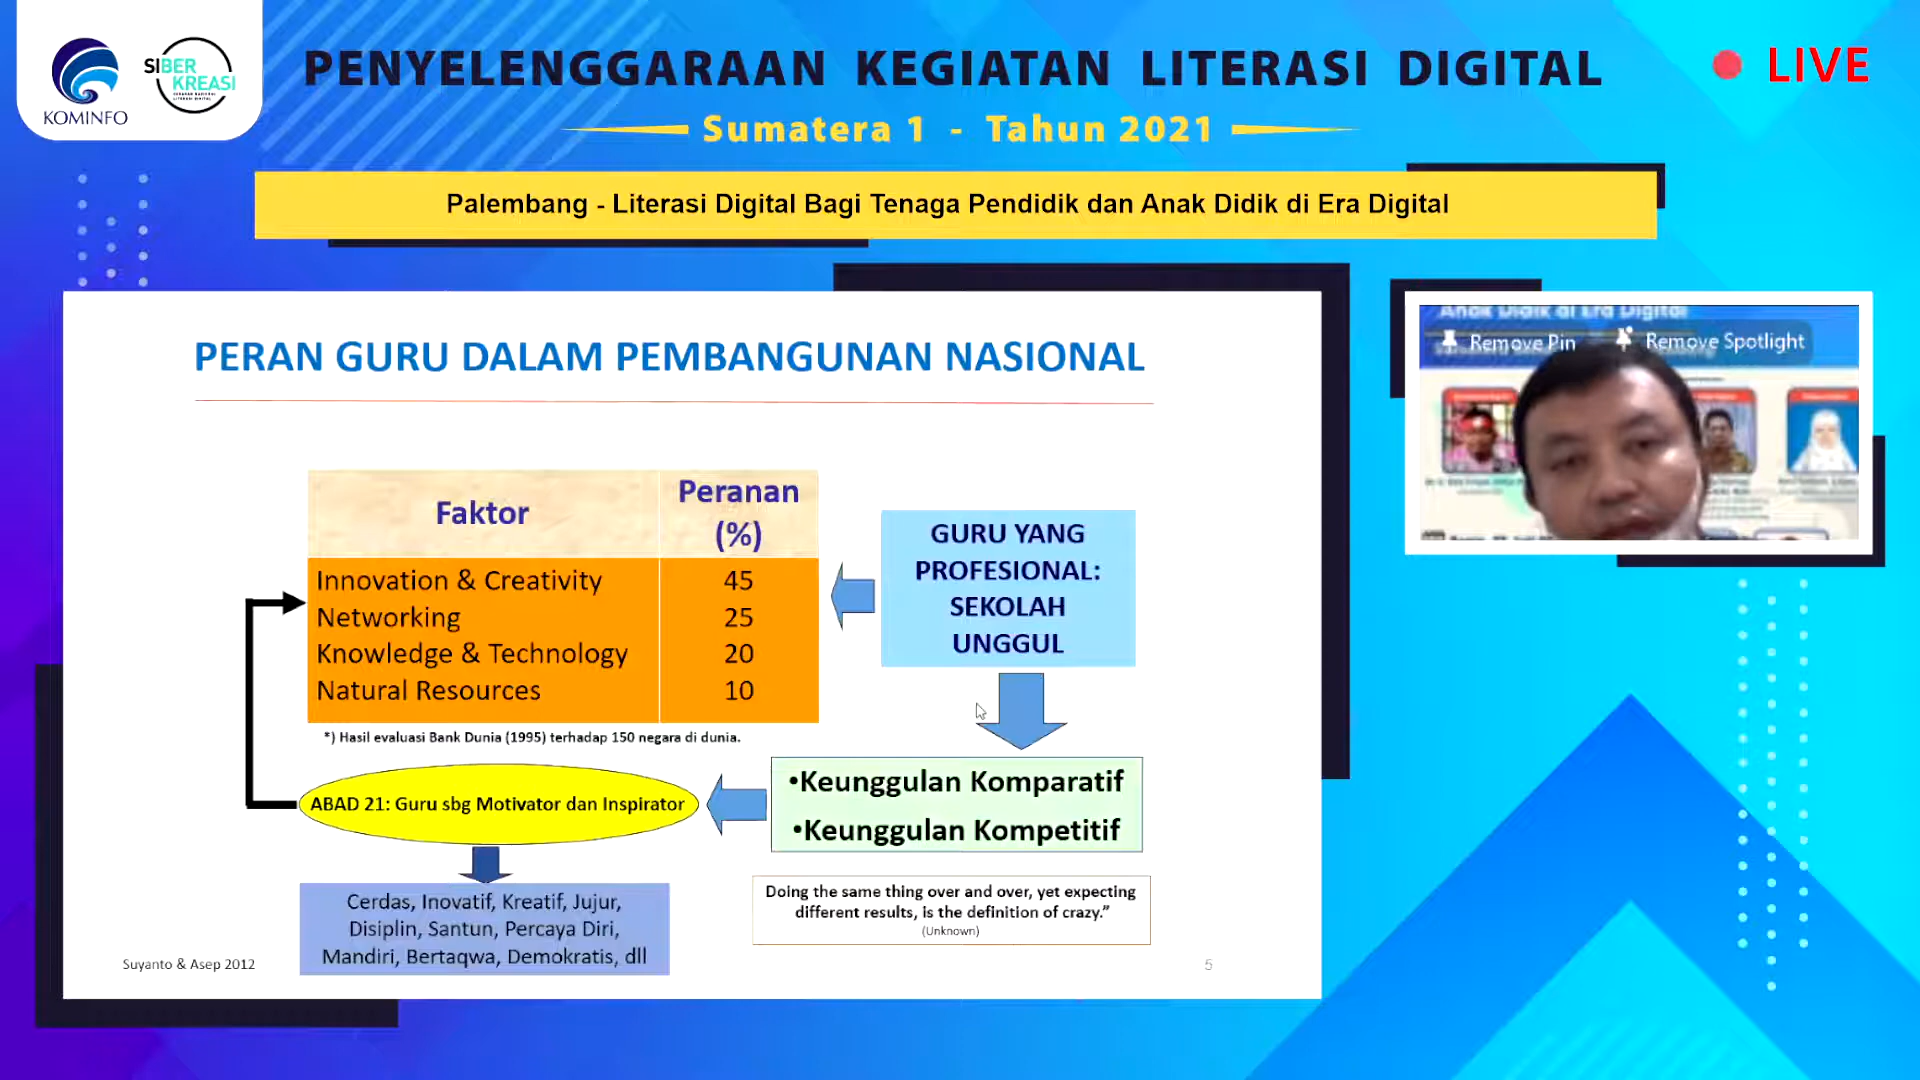 KOMINFO
SIBER
KREASI
PENYELENGGARAAN KEGIATAN LITERASI DIGITAL
LIVE
Sumatera 1 - Tahun 2021
Palembang - Literasi Digital Bagi Tenaga Pendidik dan Anak Didik di Era Digital
PERAN GURU DALAM PEMBANGUNAN NASIONAL
Faktor
Peranan
(%)
Innovation & Creativity 45
Networking 25
Knowledge & Technology 20
Natural Resources 10
*) Hasil evaluasi Bank Dunia (1995) terhadap 150 negara di dunia.
GURU YANG
PROFESIONAL:
SEKOLAH
UNGGUL
•Keunggulan Komparatif
•Keunggulan Kompetitif
ABAD 21: Guru sbg Motivator dan Inspirator
Cerdas, Inovatif, Kreatif, Jujur,
Disiplin, Santun, Percaya Diri,
Mandiri, Bertaqwa, Demokratis, dll
Doing the same thing over and over, yet expecting
different results, is the definition of crazy.”
(Unknown)
Suyanto & Asep 2012
5
Anak Didik di Era Digital
Remove Pin
Remove Spotlight